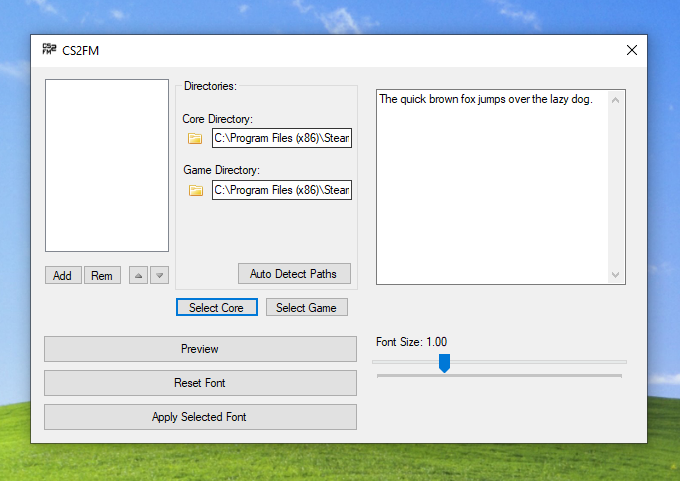 CS2
FM
CS2FM
Directories:
Core Directory:
C:\Program Files (x86)\Stear
Game Directory:
C:\Program Files (x86)\Stear
Auto Detect Paths
Add
Rem
Select Core
Select Game
Preview
Reset Font
Apply Selected Font
The quick brown fox jumps over the lazy dog.
Font Size: 1.00